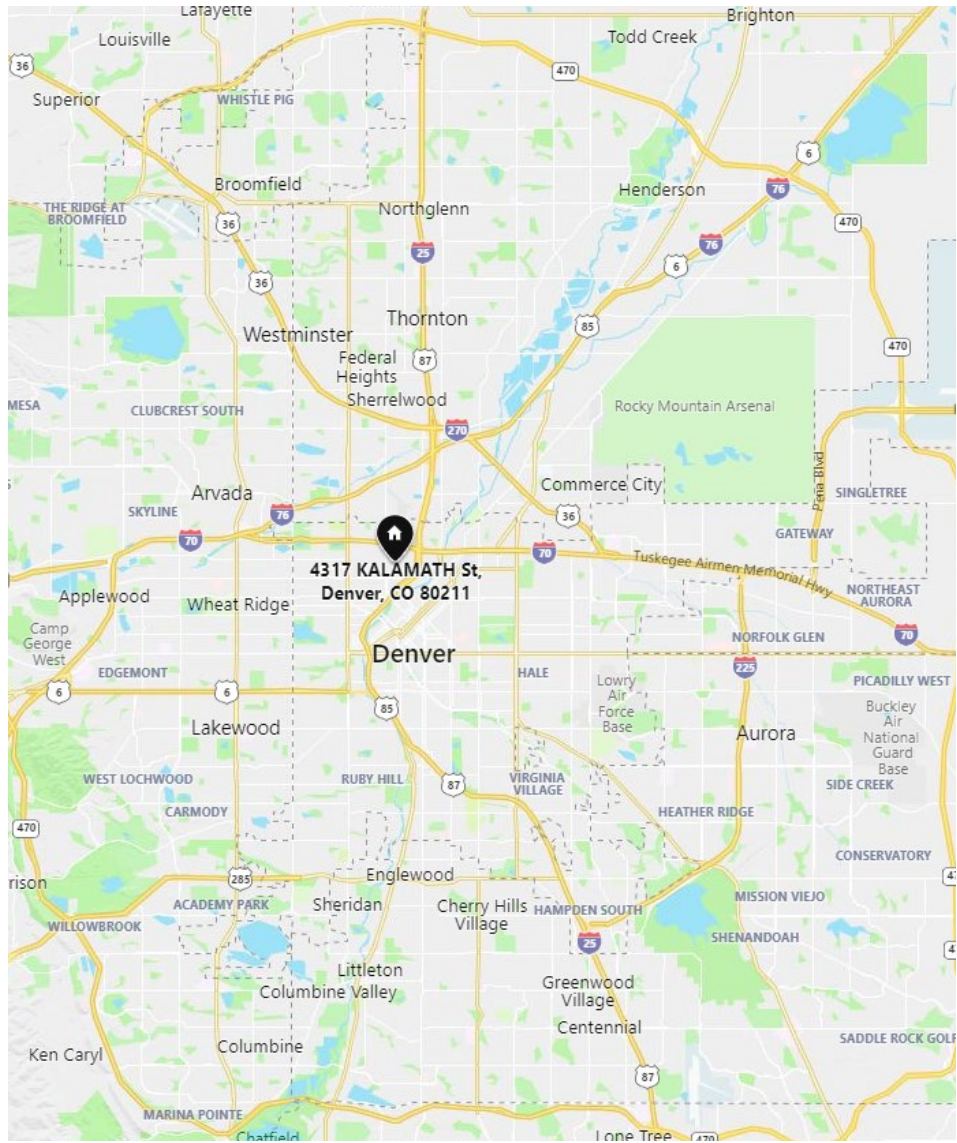 Lafayette
Brighton
Louisville
Todd Creek
36
470
Superior
WHISTLE PIG
6
Broomfield
Henderson
76
THE RIDGE AT
BROOMFIELD
Northglenn
36
470
25
76
6
36
Thornton
85
Westminster
470
Federal
Heights
87
Sherrelwood
MESA
CLUBCREST SOUTH
Rocky Mountain Arsenal
270
Pena Blvd
Arvada
Commerce City
SINGLETREE
SKYLINE
76
36
GATEWAY
70
70
4317 KALAMATH St,
Denver, CO 80211
Tuskegee Airmen Memorial Hwy
Applewood
Wheat Ridge
NORTHEAST
AURORA
Camp
George
West
NORFOLK GLEN
70
Denver
EDGEMONT
HALE
225
PICADILLY WEST
6
6
Lowry
Air
Force
Base
85
Buckley
Air
National
Guard
Base
Lakewood
Aurora
WEST LOCHWOOD
RUBY HILL
87
VIRGINIA
VILLAGE
SIDE CREEK
CARMODY
HEATHER RIDGE
470
CONSERVATORY
rison
285
Englewood
47
ACADEMY PARK
Sheridan
Cherry Hills
Village
HAMPDEN SOUTH
MISSION VIEJO
WILLOWBROOK
SHENANDOAH
25
47
Littleton
Columbine Valley
Greenwood
Village
Centennial
SADDLE ROCK GOLF
Ken Caryl
Columbine
87
MARINA POINTE
Chatfield
Lone Tree
470